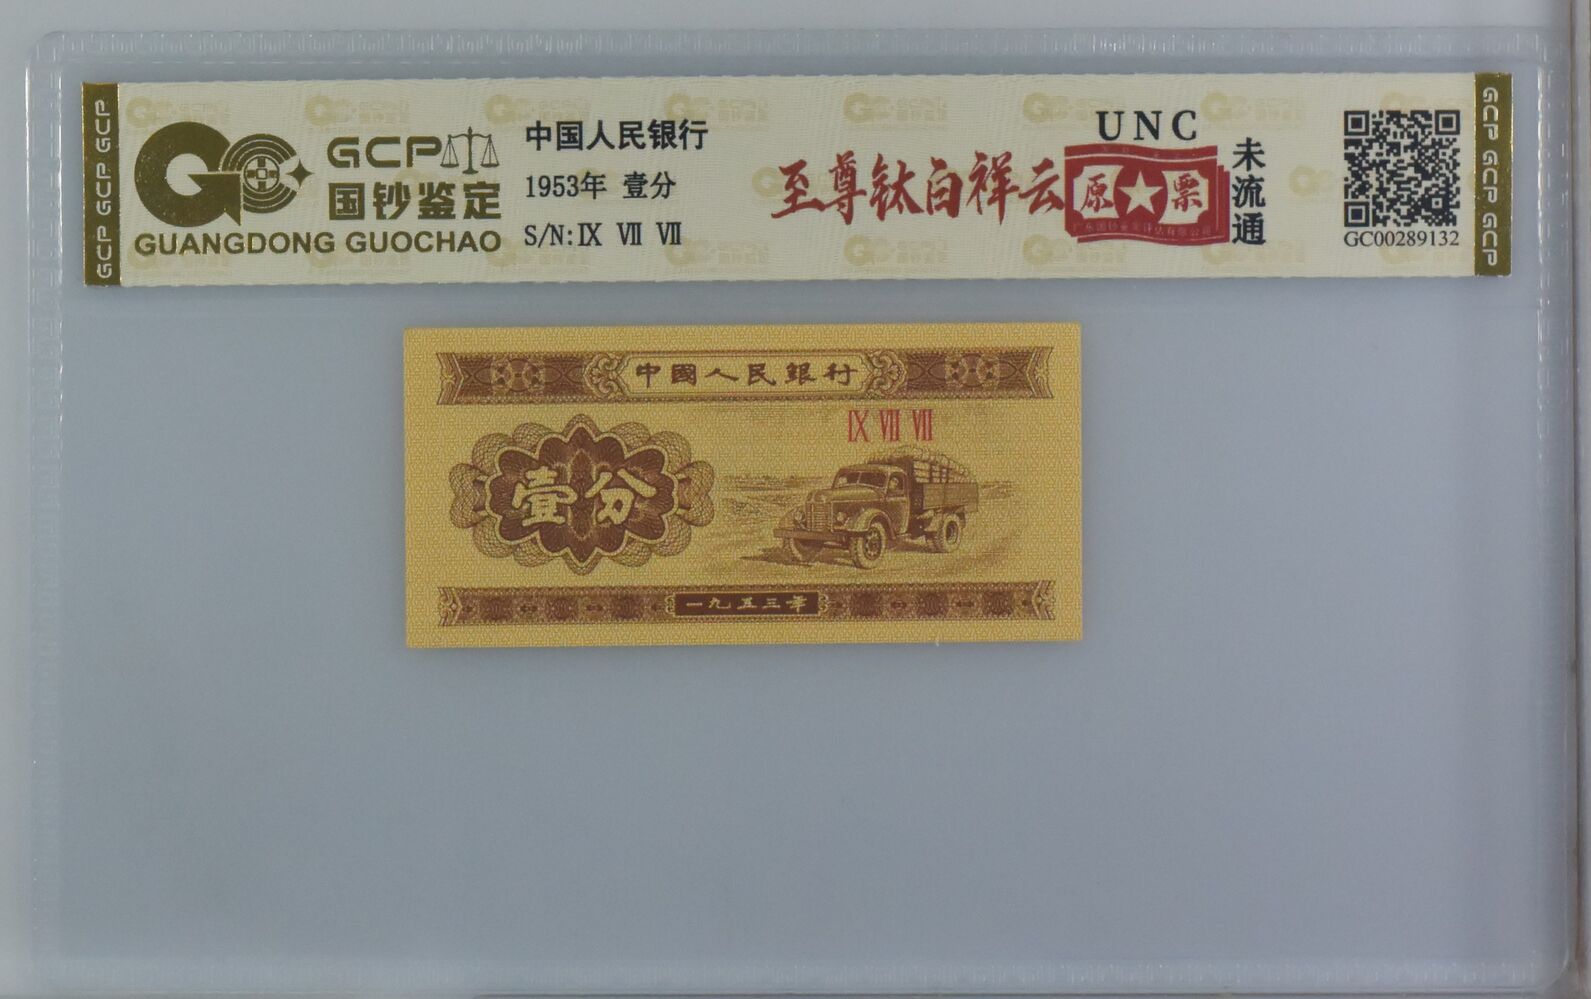 GCP GCP GCP
GCP
国钞鉴定
GUANGDONG GUOCHAO
中国人民银行
1953年 壹分
S/N:Ⅸ Ⅶ Ⅶ
至尊钛白祥云
UNC
原★票
未流通
GC00289132
GCP GCP GCP
中國人民銀行
Ⅸ Ⅶ Ⅶ
壹分
一九五三年